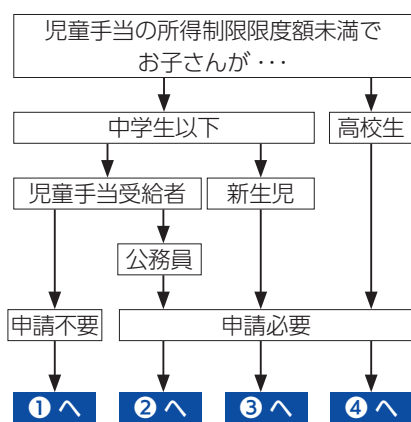 児童手当の所得制限限度額未満で
お子さんが ･･･
中学生以下
高校生
児童手当受給者
新生児
公務員
申請不要
申請必要
❶ へ
❷ へ
❸ へ
❹ へ